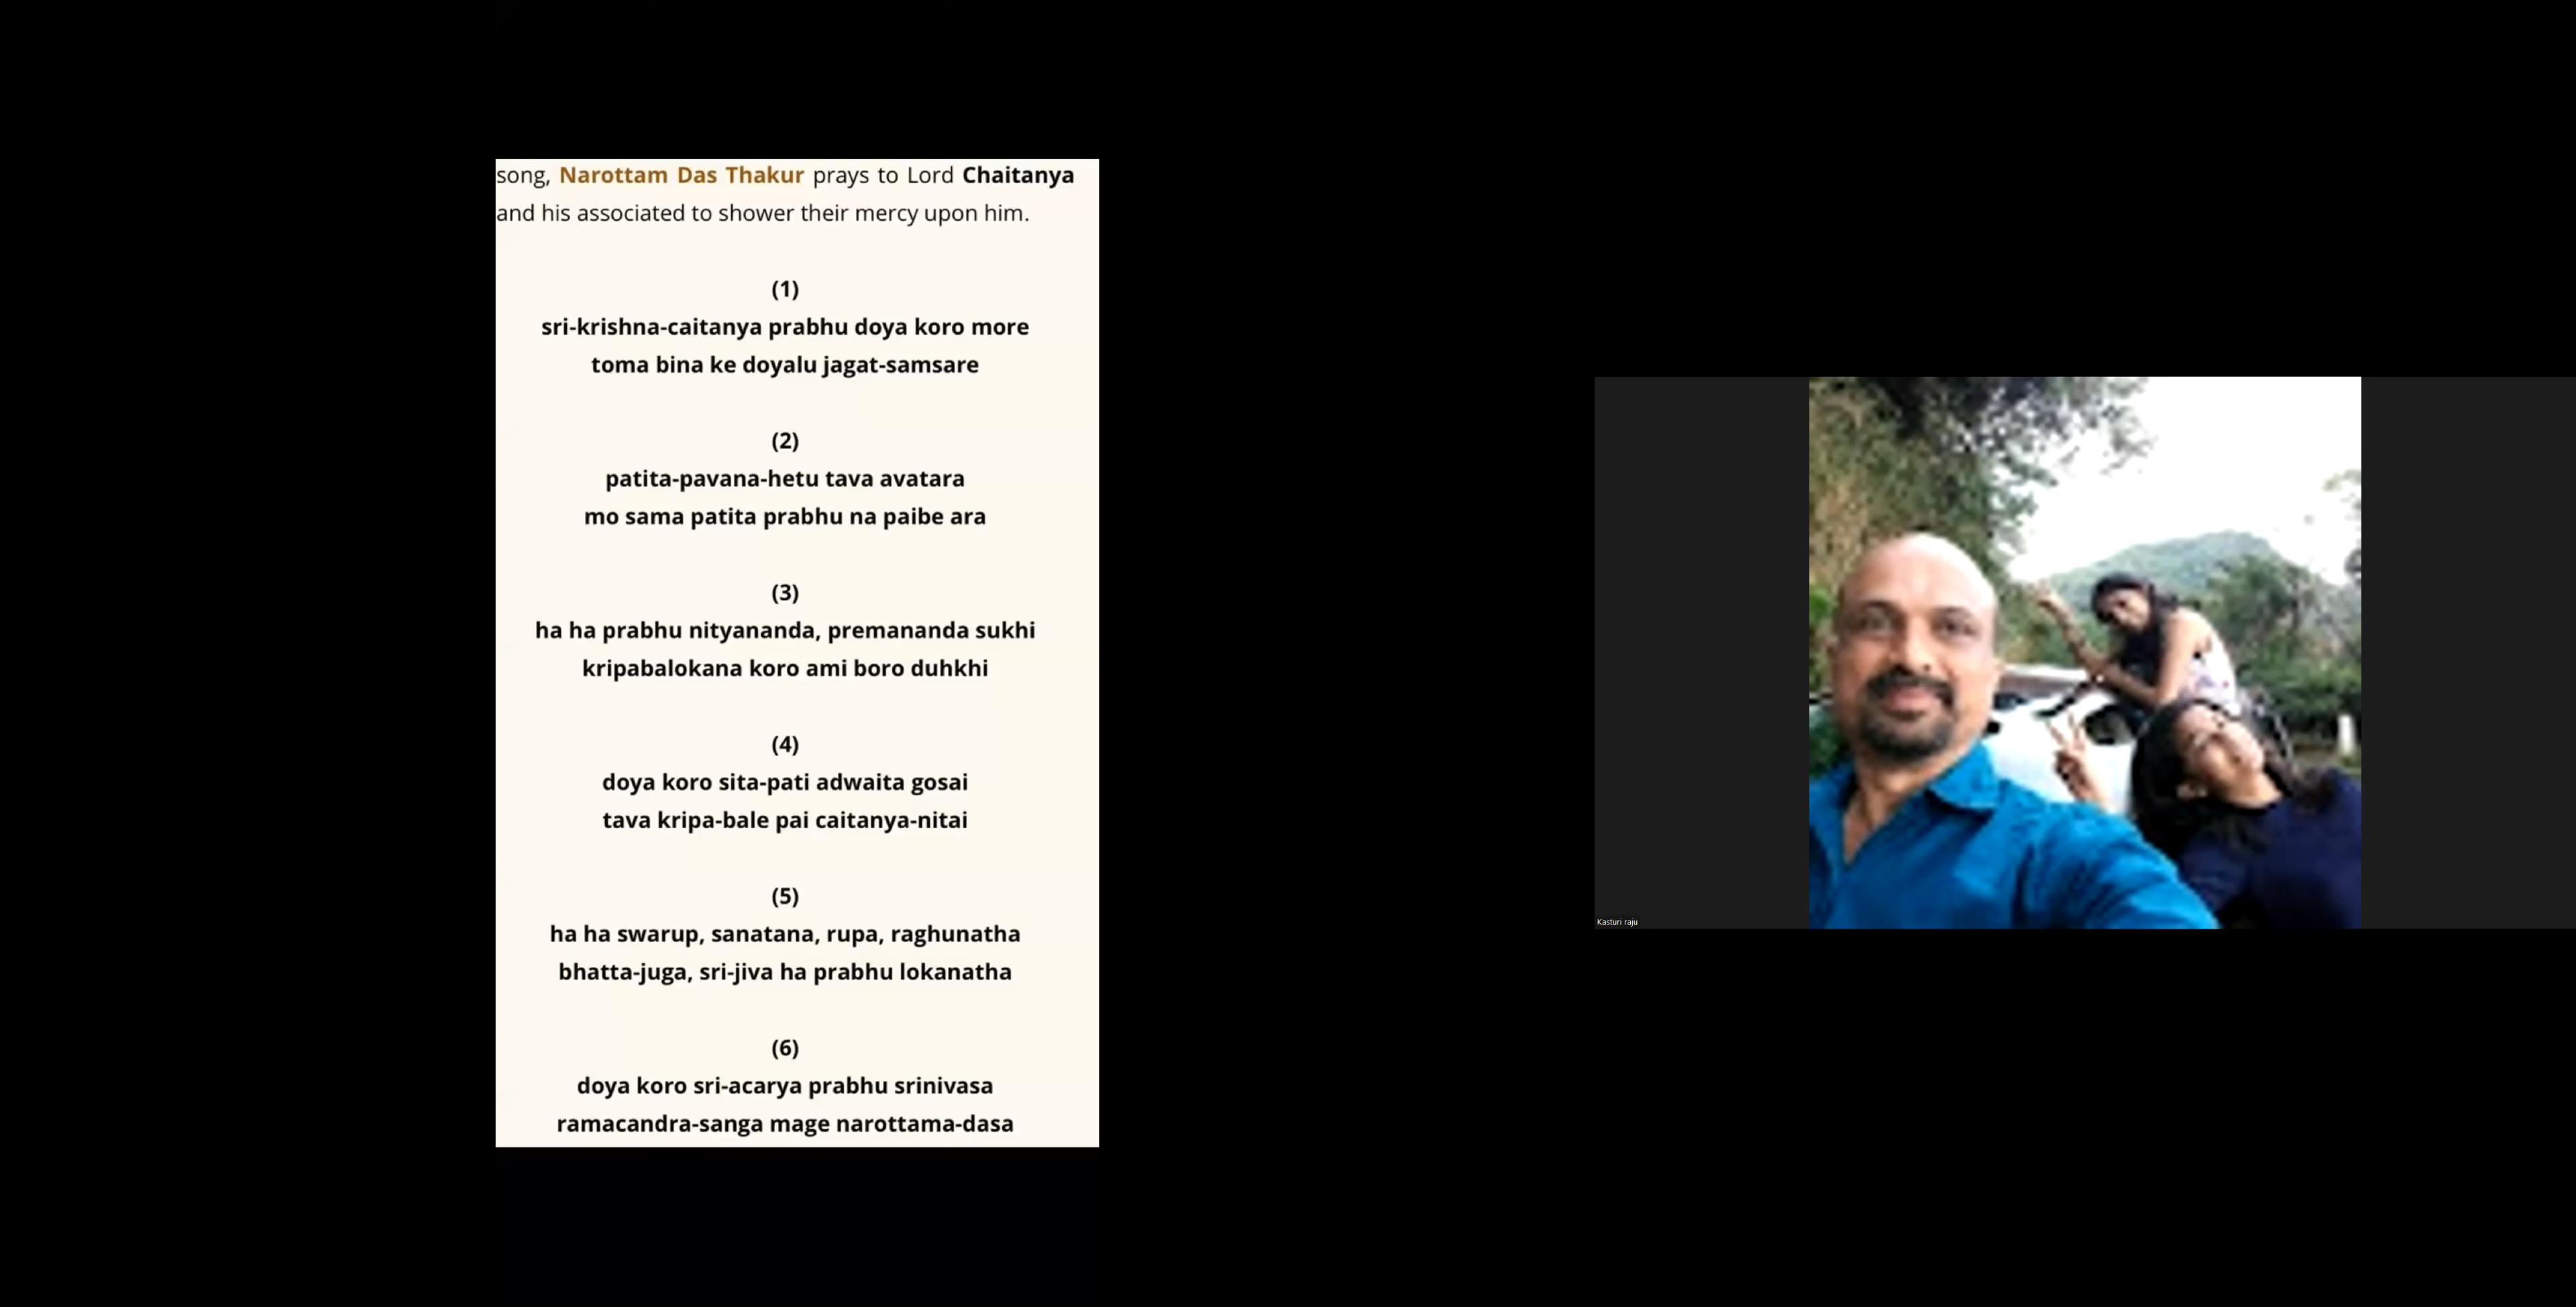 song, Narottam Das Thakur prays to Lord Chaitanya
and his associated to shower their mercy upon him.
(1)
sri-krishna-caitanya prabhu doya koro more
toma bina ke doyalu jagat-samsare
(2)
patita-pavana-hetu tava avatara
mo sama patita prabhu na paibe ara
(3)
ha ha prabhu nityananda, premananda sukhi
kripabalokana koro ami boro duhkhi
(4)
doya koro sita-pati adwaita gosai
tava kripa-bale pai caitanya-nitai
(5)
ha ha swarup, sanatana, rupa, raghunatha
bhatta-juga, sri-jiva ha prabhu lokanatha
(6)
doya koro sri-acarya prabhu srinivasa
ramacandra-sanga mage narottama-dasa
Kasturi raju